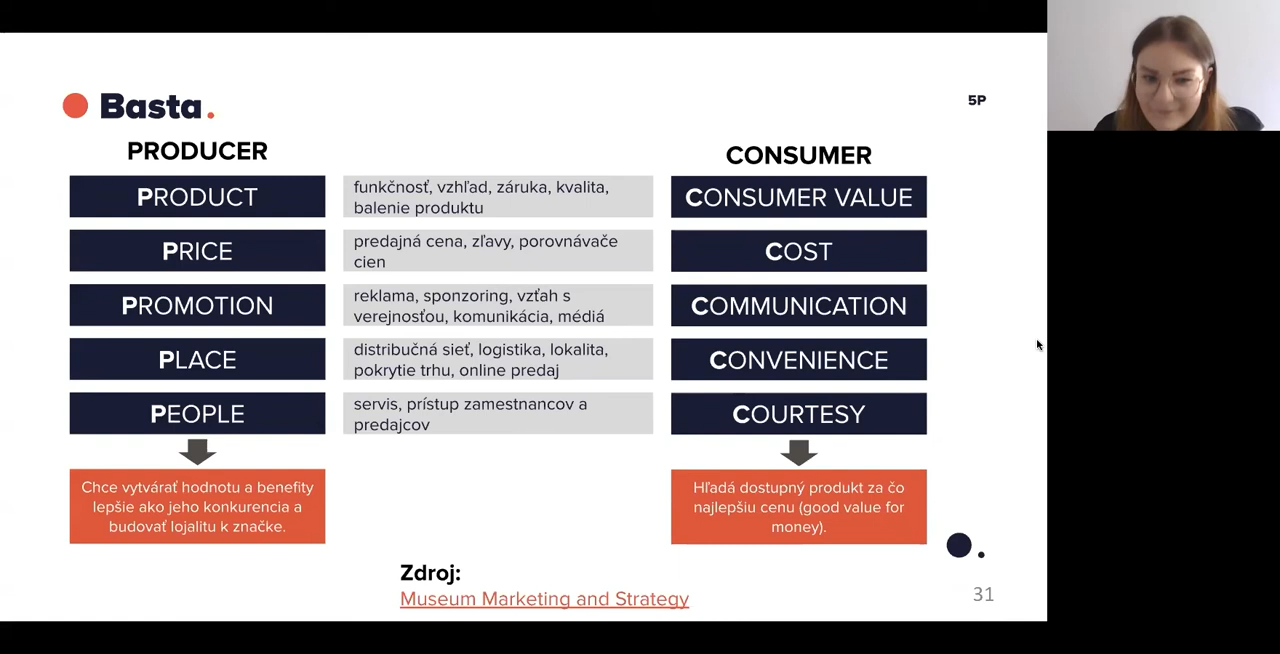 Basta.
5P
PRODUCER
CONSUMER
PRODUCT
funkčnosť, vzhľad, záruka, kvalita,
balenie produktu
CONSUMER VALUE
PRICE
predajná cena, zľavy, porovnávače
cien
COST
PROMOTION
reklama, sponzoring, vzťah s
verejnosťou, komunikácia, médiá
COMMUNICATION
PLACE
distribučná sieť, logistika, lokalita,
pokrytie trhu, online predaj
CONVENIENCE
PEOPLE
servis, prístup zamestnancov a
predajcov
COURTESY
Chce vytvárať hodnotu a benefity
lepšie ako jeho konkurencia a
budovať lojalitu k značke.
Hľadá dostupný produkt za čo
najlepšiu cenu (good value for
money).
Zdroj:
Museum Marketing and Strategy
31